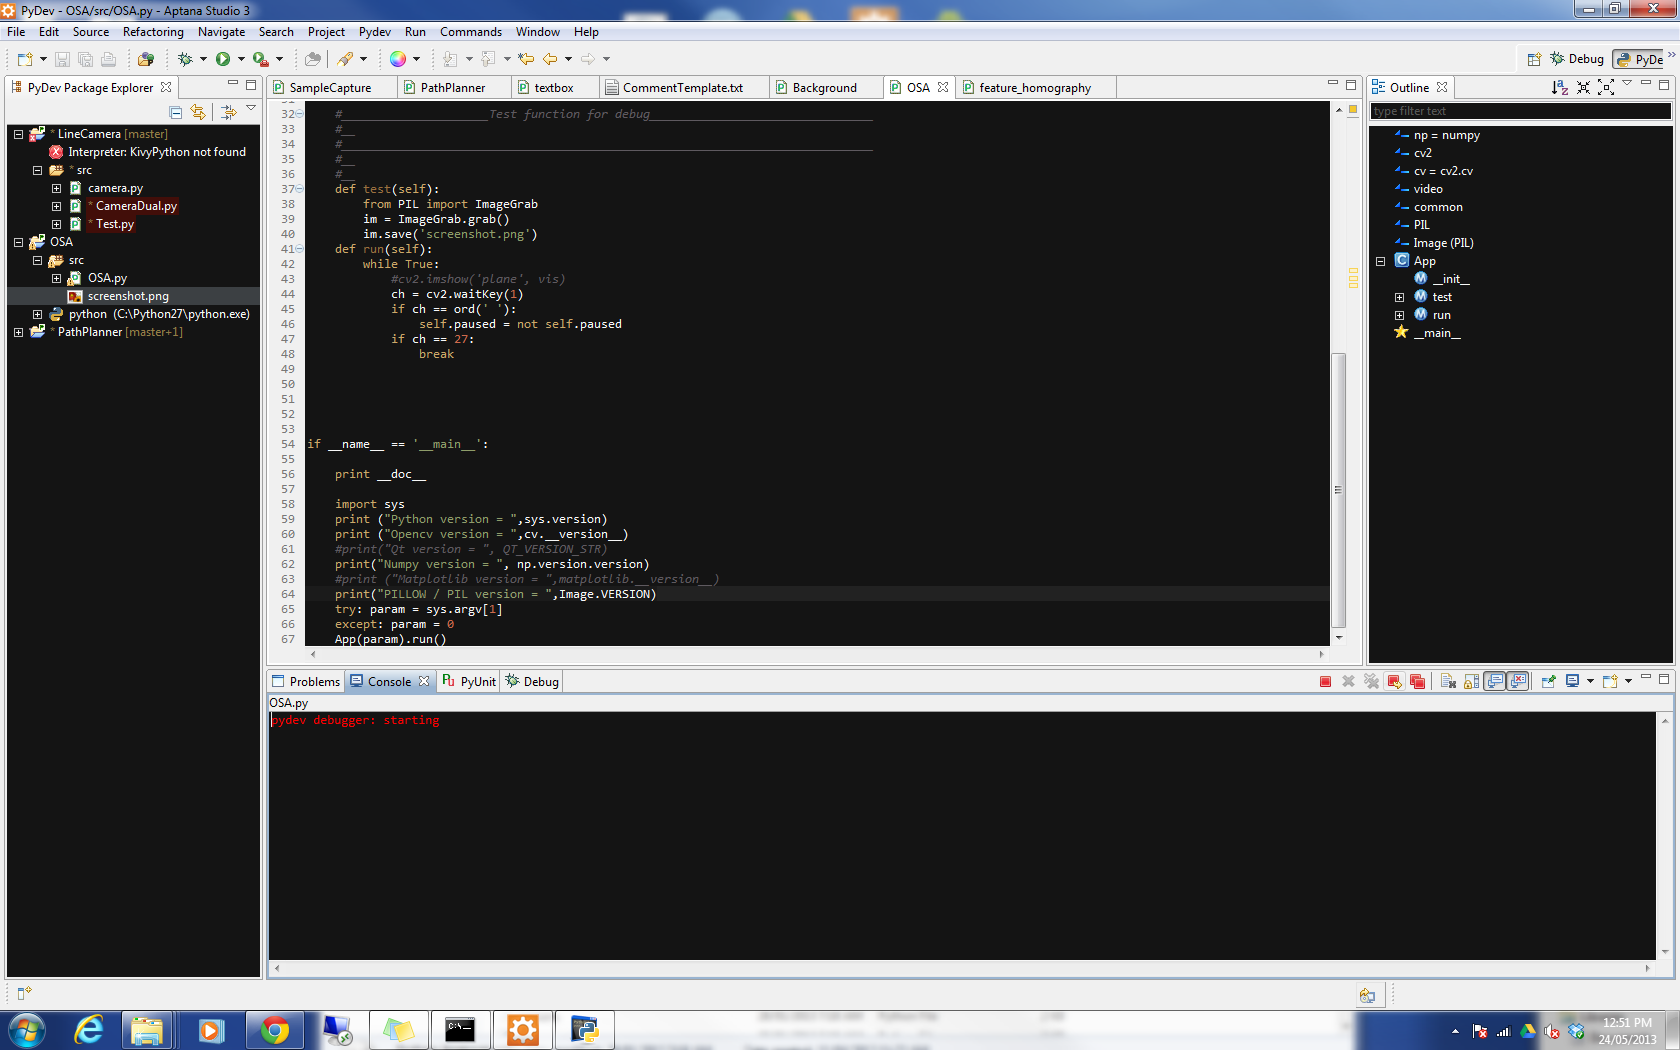 PyDev - OSA/src/OSA.py - Aptana Studio 3
File Edit Source Refactoring Navigate Search Project Pydev Run Commands Window Help
Debug PyDe
PyDev Package Explorer
* LineCamera [master]
Interpreter: KivyPython not found
* src
camera.py
* CameraDual.py
* Test.py
OSA
src
OSA.py
screenshot.png
python (C:\Python27\python.exe)
* PathPlanner [master+1]
SampleCapture PathPlanner textbox CommentTemplate.txt Background OSA feature_homography
32 #_____________________Test function for debug________________________________
33 #__
34 #____________________________________________________________________________
35 #__
36 #__
37 def test(self):
38 from PIL import ImageGrab
39 im = ImageGrab.grab()
40 im.save('screenshot.png')
41 def run(self):
42 while True:
43 #cv2.imshow('plane', vis)
44 ch = cv2.waitKey(1)
45 if ch == ord(' '):
46 self.paused = not self.paused
47 if ch == 27:
48 break
49
50
51
52
53
54 if __name__ == '__main__':
55
56 print __doc__
57
58 import sys
59 print ("Python version = ",sys.version)
60 print ("Opencv version = ",cv.__version__)
61 #print("Qt version = ", QT_VERSION_STR)
62 print("Numpy version = ", np.version.version)
63 #print ("Matplotlib version = ",matplotlib.__version__)
64 print("PILLOW / PIL version = ",Image.VERSION)
65 try: param = sys.argv[1]
66 except: param = 0
67 App(param).run()
Outline
type filter text
np = numpy
cv2
cv = cv2.cv
video
common
PIL
Image (PIL)
App
__init__
test
run
__main__
Problems Console PyUnit Debug
OSA.py
pydev debugger: starting
12:51 PM
24/05/2013